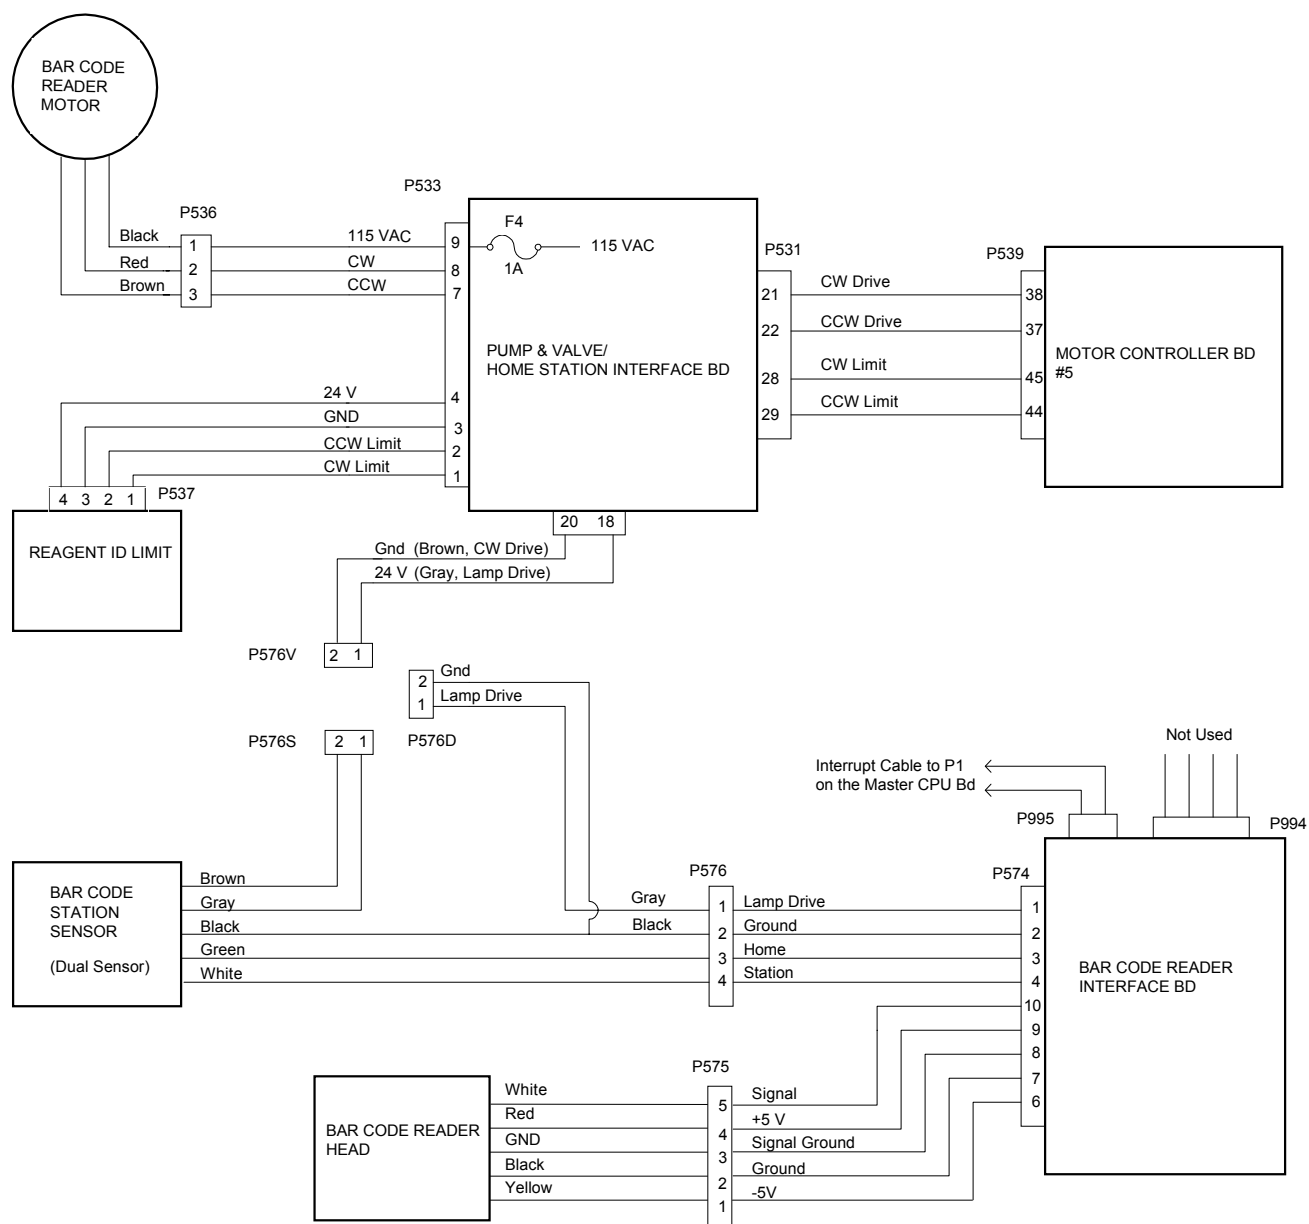 BAR CODE
READER
MOTOR
P536
Black
Red
Brown
1
2
3
115 VAC
CW
CCW
P533
9
8
7
4
3
2
1
F4
1A
115 VAC
PUMP & VALVE/
HOME STATION INTERFACE BD
P531
21
22
28
29
CW Drive
CCW Drive
CW Limit
CCW Limit
P539
38
37
45
44
MOTOR CONTROLLER BD
#5
24 V
GND
CCW Limit
CW Limit
4 3 2 1
P537
REAGENT ID LIMIT
20 18
Gnd (Brown, CW Drive)
24 V (Gray, Lamp Drive)
P576V
2 1
2
1
Gnd
Lamp Drive
P576S
2 1
P576D
Interrupt Cable to P1
on the Master CPU Bd
Not Used
P995
P994
BAR CODE
STATION
SENSOR
(Dual Sensor)
Brown
Gray
Black
Green
White
Gray
Black
P576
1
2
3
4
Lamp Drive
Ground
Home
Station
P574
1
2
3
4
10
9
8
7
6
BAR CODE READER
INTERFACE BD
BAR CODE READER
HEAD
White
Red
GND
Black
Yellow
P575
5
4
3
2
1
Signal
+5 V
Signal Ground
Ground
-5V